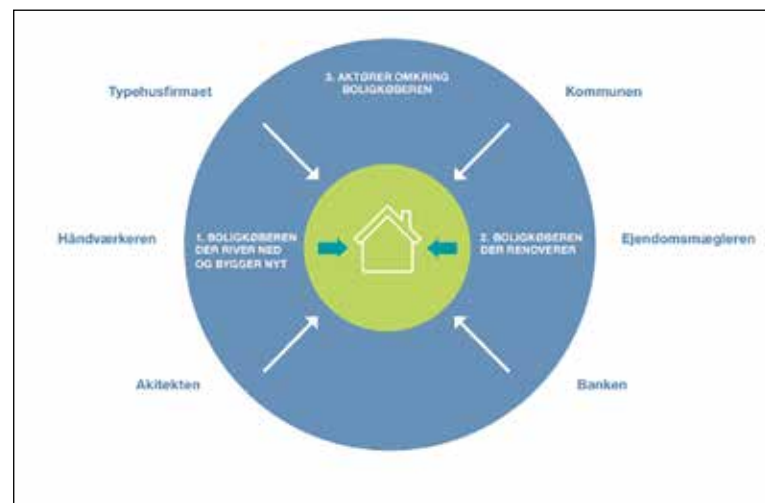 3. AKTØRER OMKRING
BOLIGKØBEREN
Typehusfirmaet
Kommunen
Håndværkeren
1. BOLIGKØBEREN
DER RIVER NED
OG BYGGER NYT
2. BOLIGKØBEREN
DER RENOVERER
Ejendomsmægleren
Akitekten
Banken